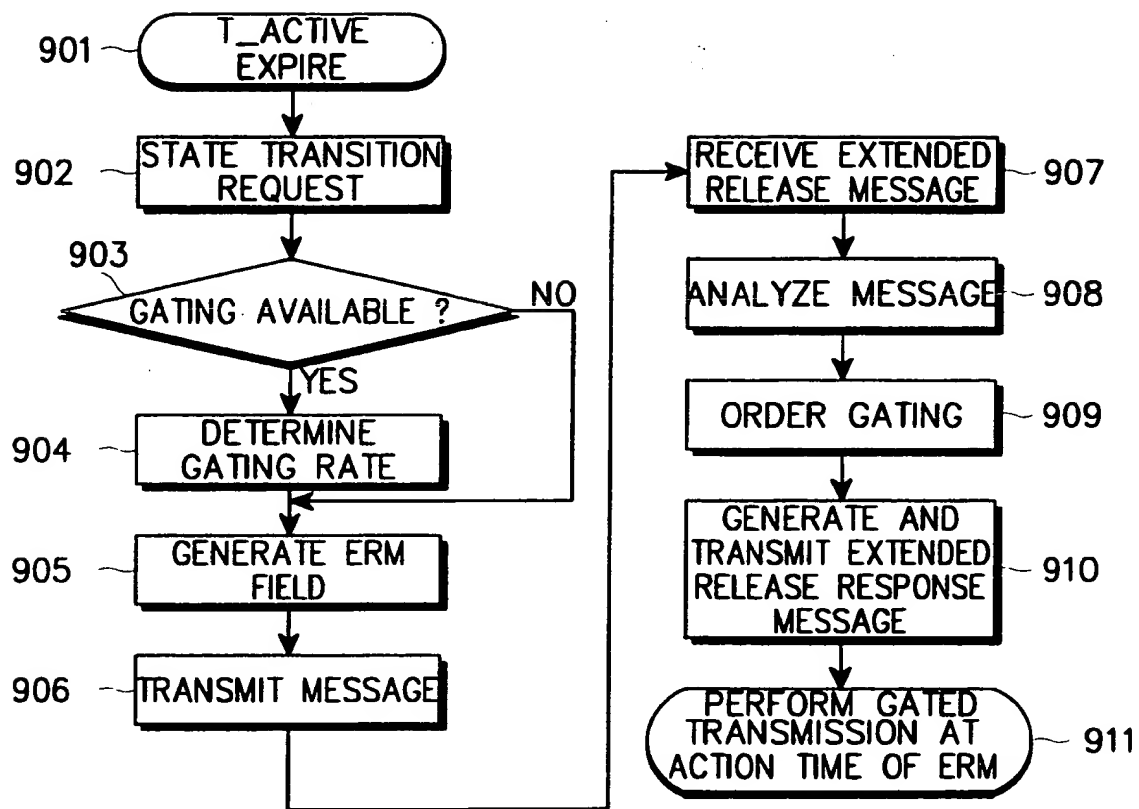 901
T_ACTIVE
EXPIRE
902
STATE TRANSITION
REQUEST
903
GATING AVAILABLE ?
NO
YES
904
DETERMINE
GATING RATE
905
GENERATE ERM
FIELD
906
TRANSMIT MESSAGE
RECEIVE EXTENDED
RELEASE MESSAGE
907
ANALYZE MESSAGE
908
ORDER GATING
909
GENERATE AND
TRANSMIT EXTENDED
RELEASE RESPONSE
MESSAGE
910
PERFORM GATED
TRANSMISSION AT
ACTION TIME OF ERM
911